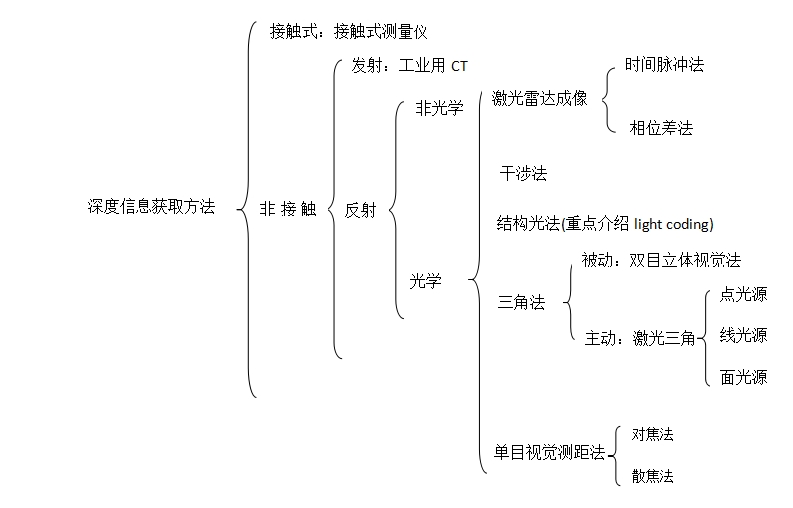 接触式：接触式测量仪
发射：工业用 CT
时间脉冲法
激光雷达成像
非光学
相位差法
干涉法
深度信息获取方法
非 接 触
反射
结构光法(重点介绍 light coding)
被动：双目立体视觉法
光学
点光源
三角法
线光源
主动：激光三角
面光源
对焦法
单目视觉测距法
散焦法